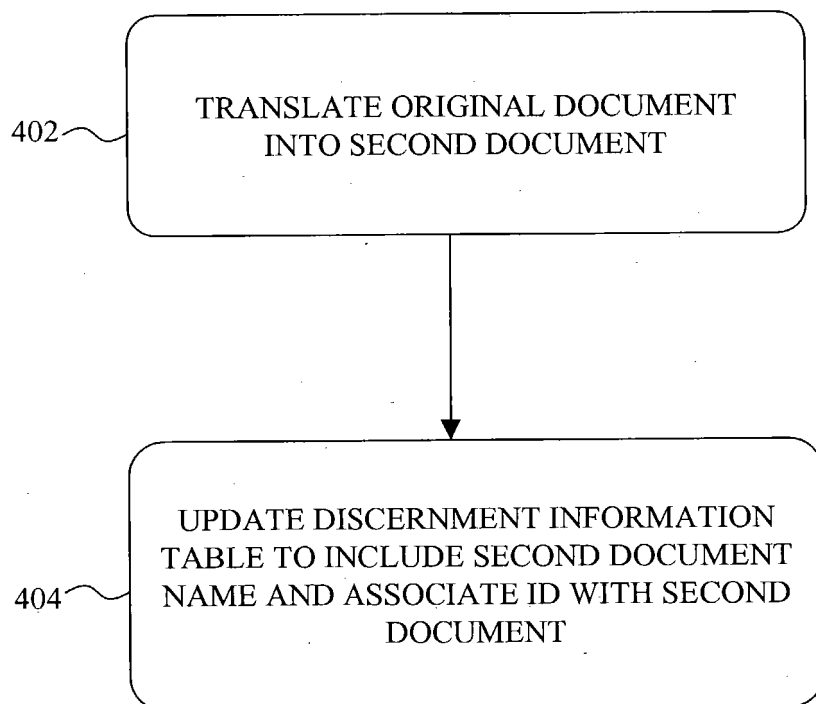 TRANSLATE ORIGINAL DOCUMENT
INTO SECOND DOCUMENT
402
UPDATE DISCERNMENT INFORMATION
TABLE TO INCLUDE SECOND DOCUMENT
NAME AND ASSOCIATE ID WITH SECOND
DOCUMENT
404